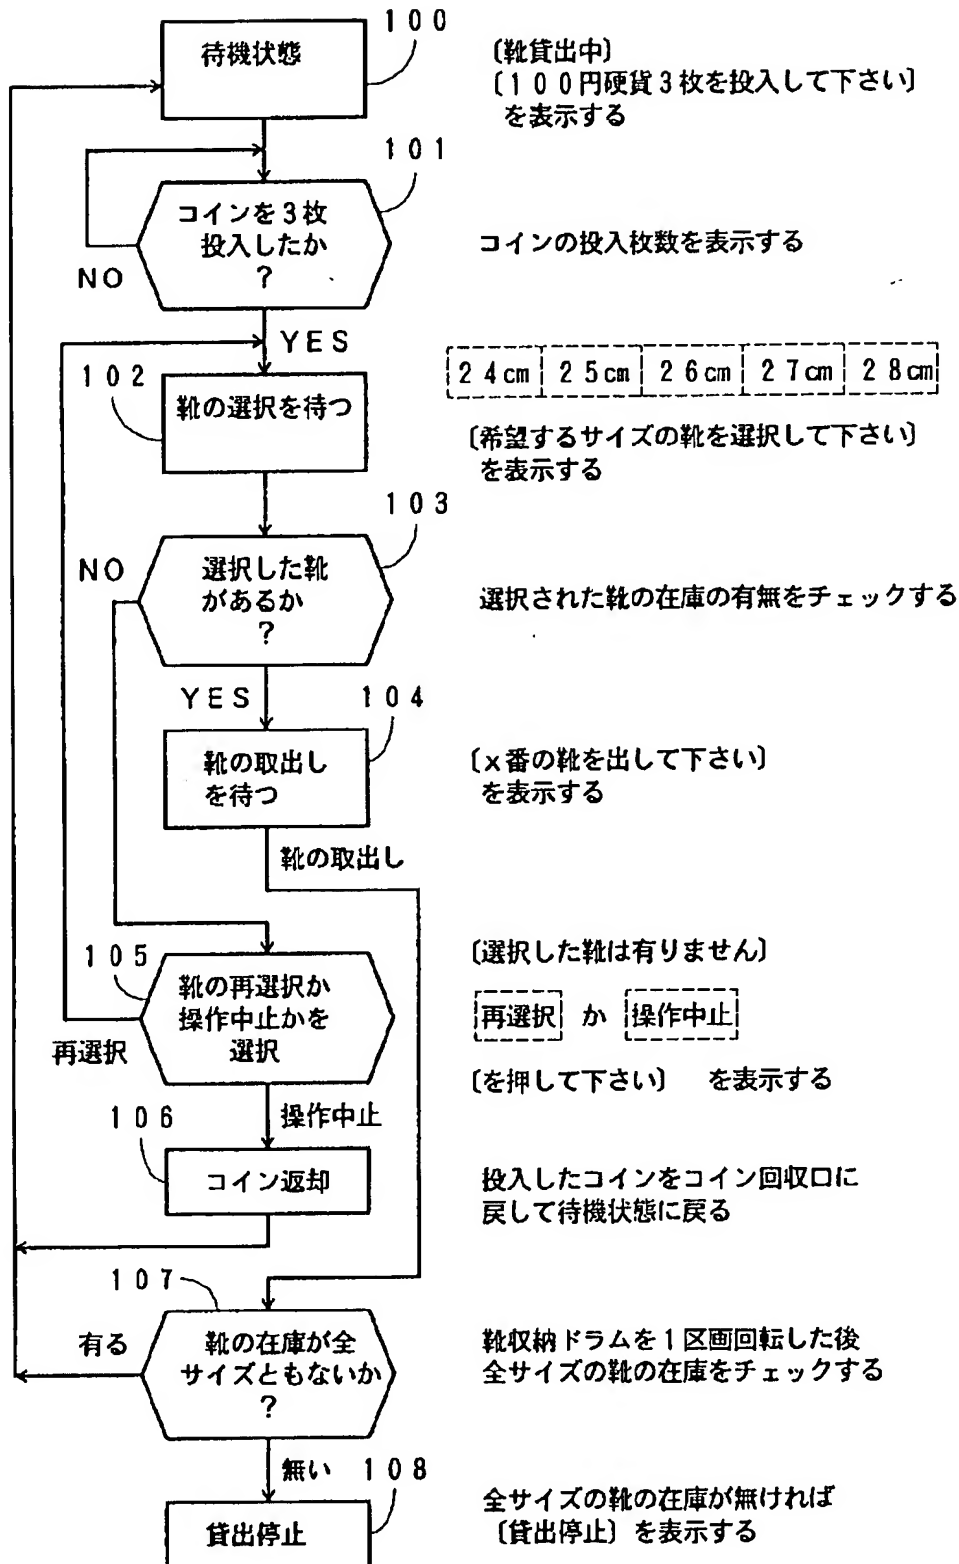 100
待機状態
〔靴貸出中〕
〔100円硬貨3枚を投入して下さい〕
を表示する
101
コインを3枚
投入したか
?
NO
コインの投入枚数を表示する
YES
102
靴の選択を待つ
24cm 25cm 26cm 27cm 28cm
〔希望するサイズの靴を選択して下さい〕
を表示する
103
NO
選択した靴
があるか
?
選択された靴の在庫の有無をチェックする
YES
104
靴の取出し
を待つ
〔x番の靴を出して下さい〕
を表示する
靴の取出し
105
靴の再選択か
操作中止かを
選択
再選択
〔選択した靴は有りません〕
再選択 か 操作中止
〔を押して下さい〕 を表示する
操作中止
106
コイン返却
投入したコインをコイン回収口に
戻して待機状態に戻る
107
有る
靴の在庫が全
サイズともないか
?
靴収納ドラムを1区画回転した後
全サイズの靴の在庫をチェックする
無い
108
貸出停止
全サイズの靴の在庫が無ければ
〔貸出停止〕を表示する